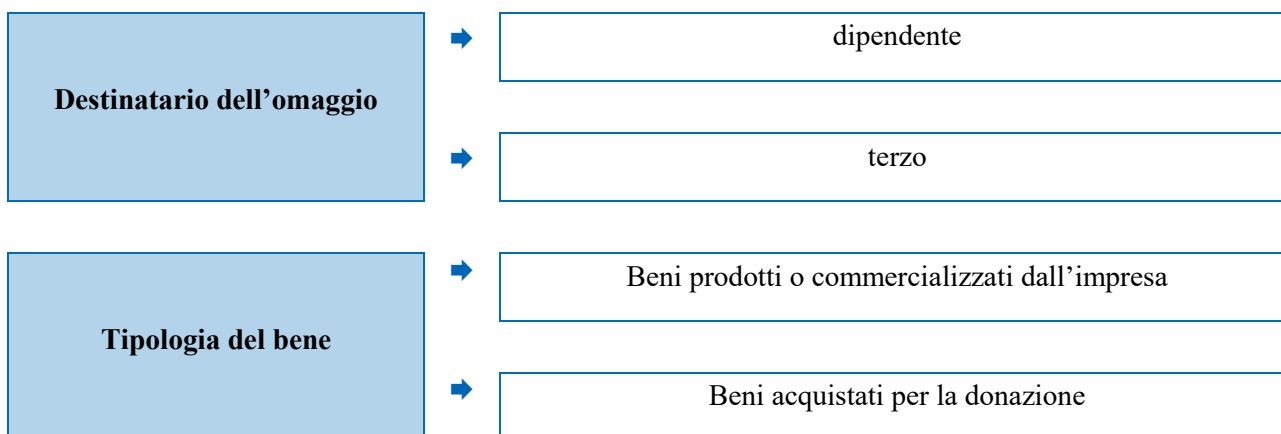 Destinatario dell’omaggio
dipendente
terzo
Tipologia del bene
Beni prodotti o commercializzati dall’impresa
Beni acquistati per la donazione